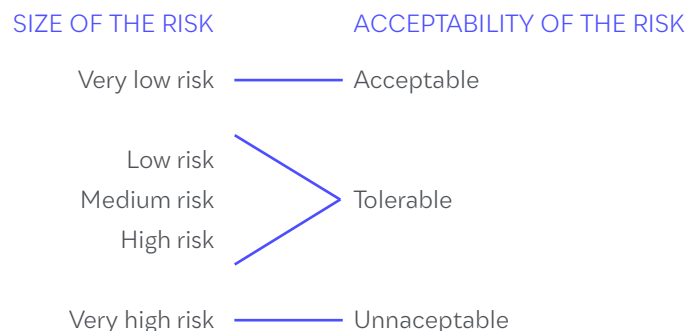 SIZE OF THE RISK ACCEPTABILITY OF THE RISK
Very low risk Acceptable
Low risk
Medium risk Tolerable
High risk
Very high risk Unnaceptable